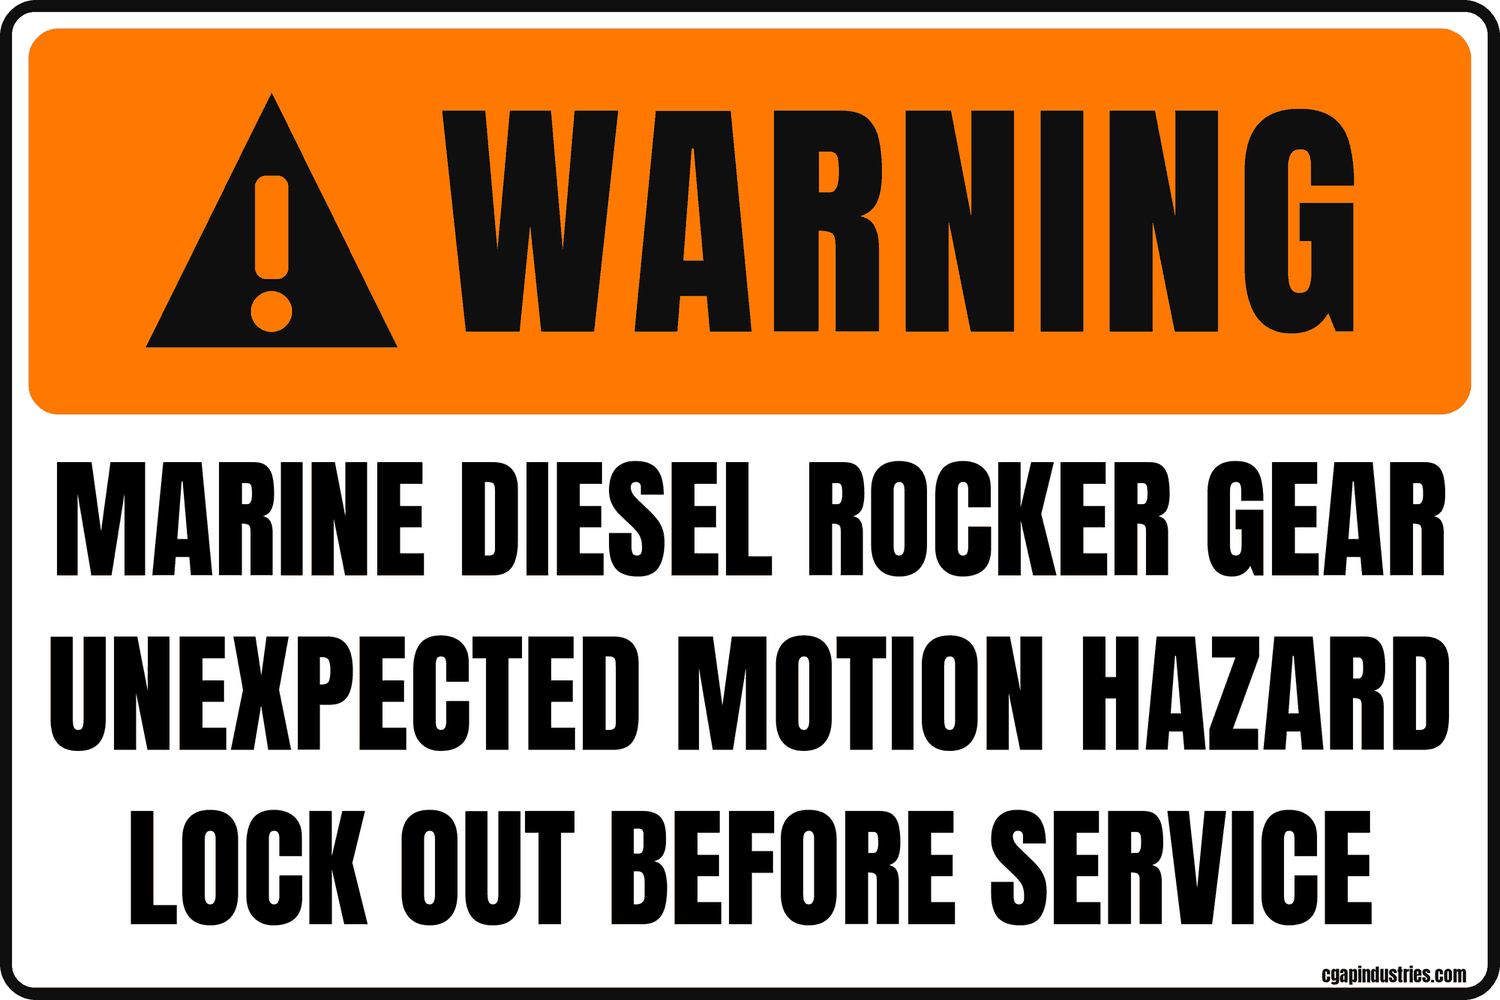 WARNING
MARINE DIESEL ROCKER GEAR
UNEXPECTED MOTION HAZARD
LOCK OUT BEFORE SERVICE
cgapindustries.com